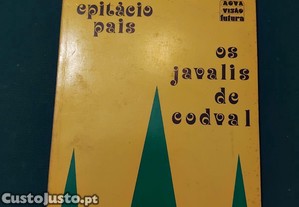 epitácio
pais
nova
visão
futura
os
javalis
de
codval
Custojusto.pt